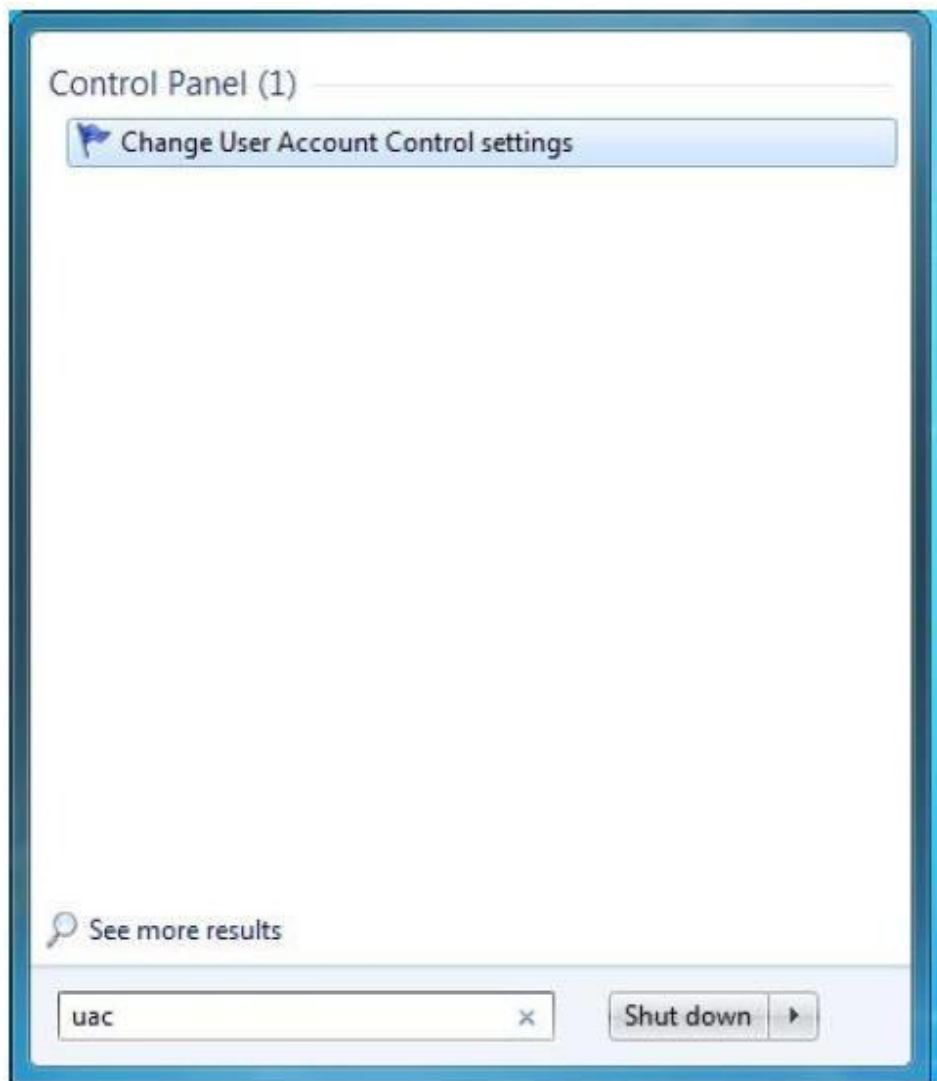 Control Panel (1)
Change User Account Control settings
See more results
uac
Shut down